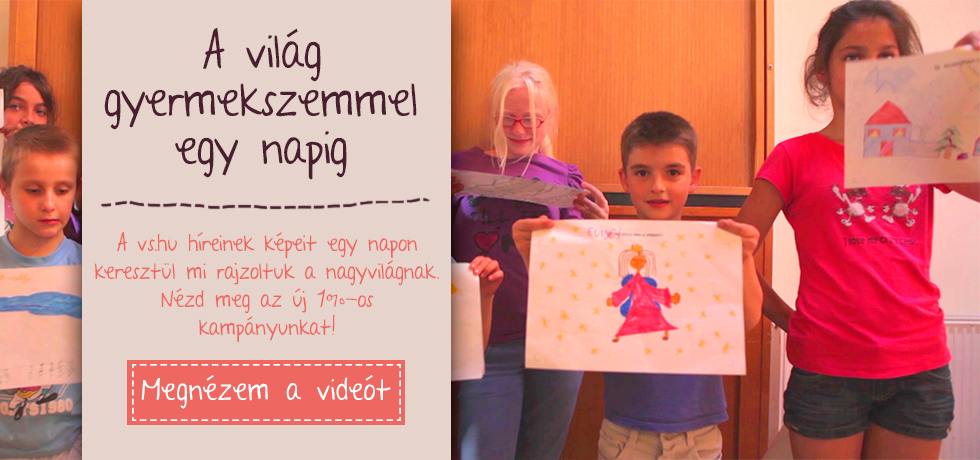 A világ
gyermekszemmel
egy napig
A vs.hu híreinek képeit egy napon
keresztül mi rajzoltuk a nagyvilágnak.
Nézd meg az új 1%-os
kampányunkat!
Megnézem a videót